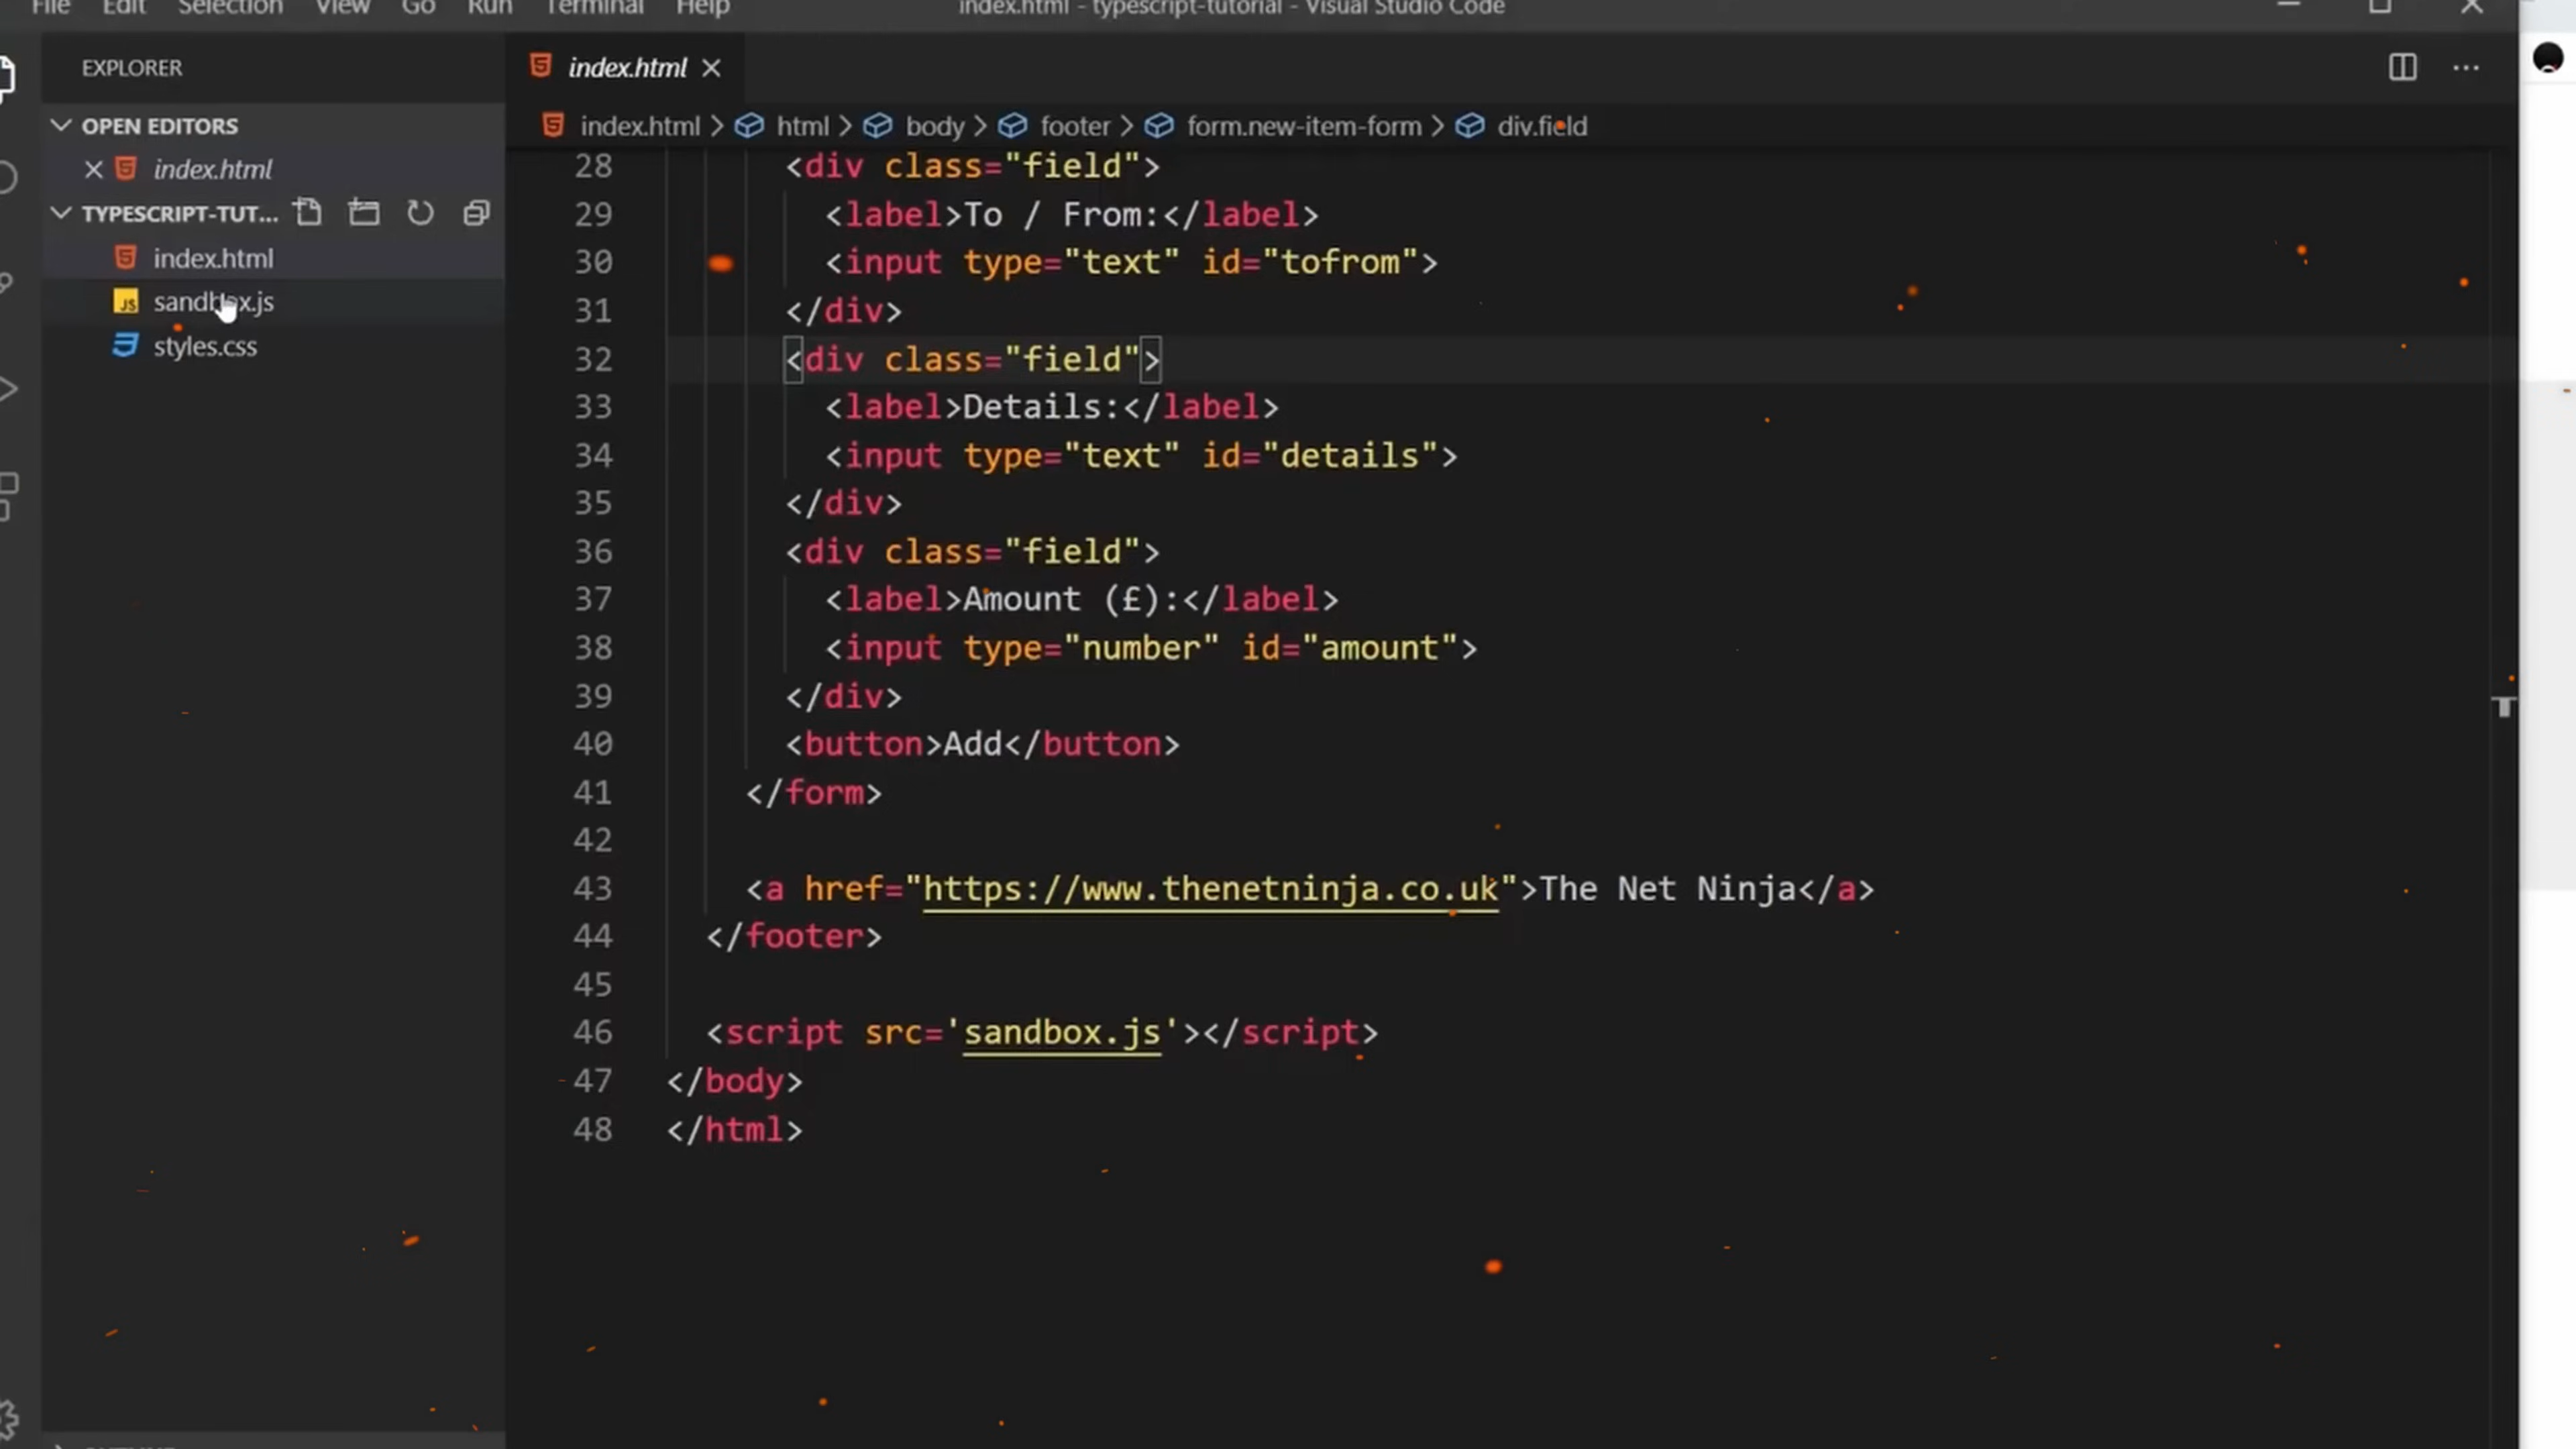 File Edit Selection View Go Run Terminal Help index.html - typescript-tutorial - Visual Studio Code
EXPLORER
OPEN EDITORS
index.html
TYPESCRIPT-TUT...
index.html
sandbox.js
styles.css
index.html
index.html > html > body > footer > form.new-item-form > div.field
28 <div class="field">
29 <label>To / From:</label>
30 <input type="text" id="tofrom">
31 </div>
32 <div class="field">
33 <label>Details:</label>
34 <input type="text" id="details">
35 </div>
36 <div class="field">
37 <label>Amount (£):</label>
38 <input type="number" id="amount">
39 </div>
40 <button>Add</button>
41 </form>
42
43 <a href="https://www.thenetninja.co.uk">The Net Ninja</a>
44 </footer>
45
46 <script src='sandbox.js'></script>
47 </body>
48 </html>